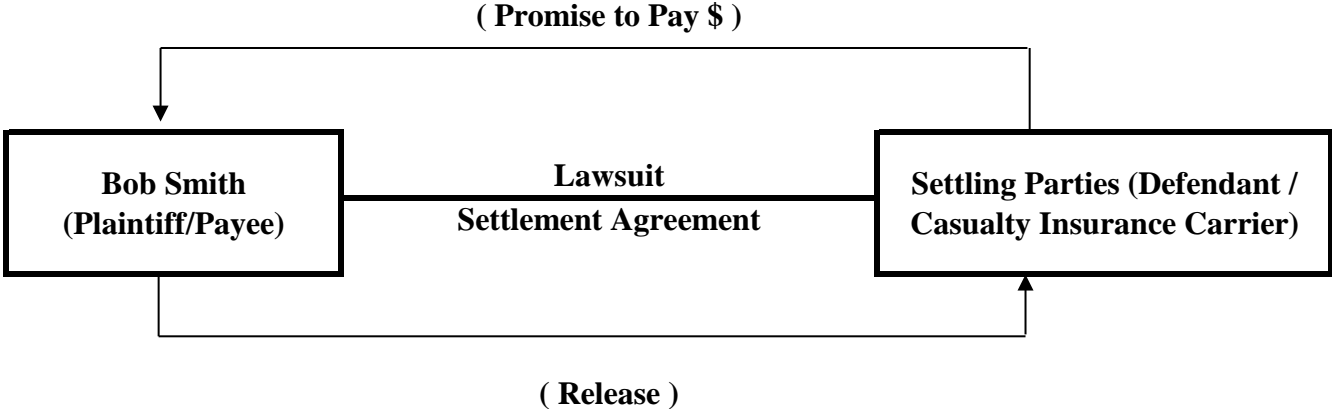 ( Promise to Pay $ )
Bob Smith
(Plaintiff/Payee)
Lawsuit
Settlement Agreement
Settling Parties (Defendant /
Casualty Insurance Carrier)
( Release )